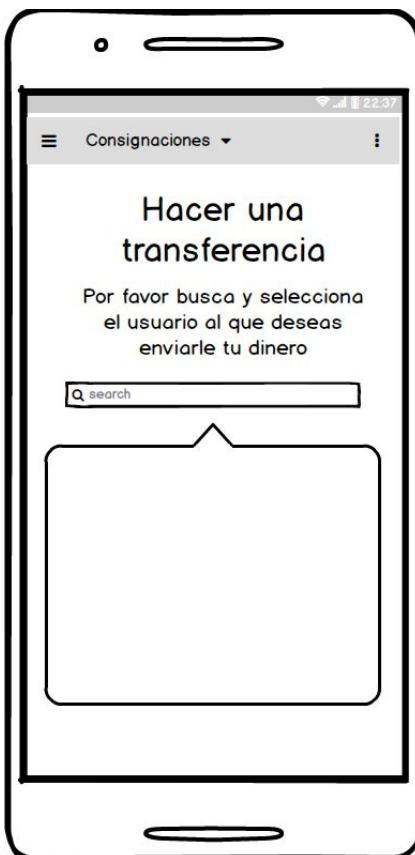 22:37
Consignaciones
Hacer una
transferencia
Por favor busca y selecciona
el usuario al que deseas
enviarle tu dinero
search